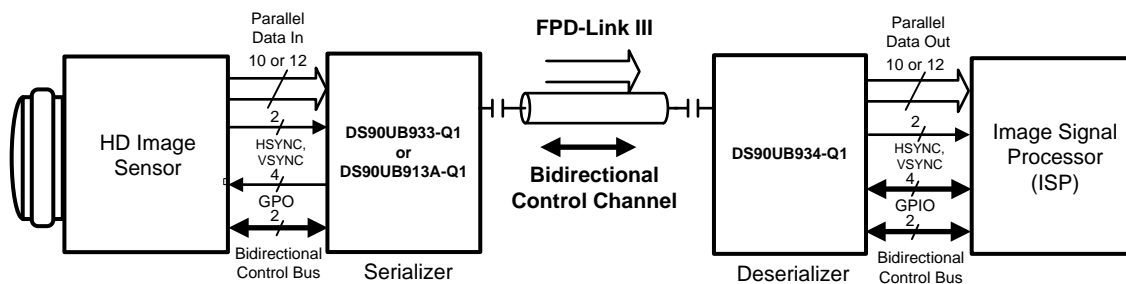 Parallel
Data In
10 or 12
2
HSYNC,
VSYNC
4
GPO
2
Bidirectional
Control Bus
HD Image
Sensor
DS90UB933-Q1
or
DS90UB913A-Q1
Serializer
FPD-Link III
Bidirectional
Control Channel
DS90UB934-Q1
Deserializer
Parallel
Data Out
10 or 12
2
HSYNC,
VSYNC
4
GPIO
2
Bidirectional
Control Bus
Image Signal
Processor
(ISP)